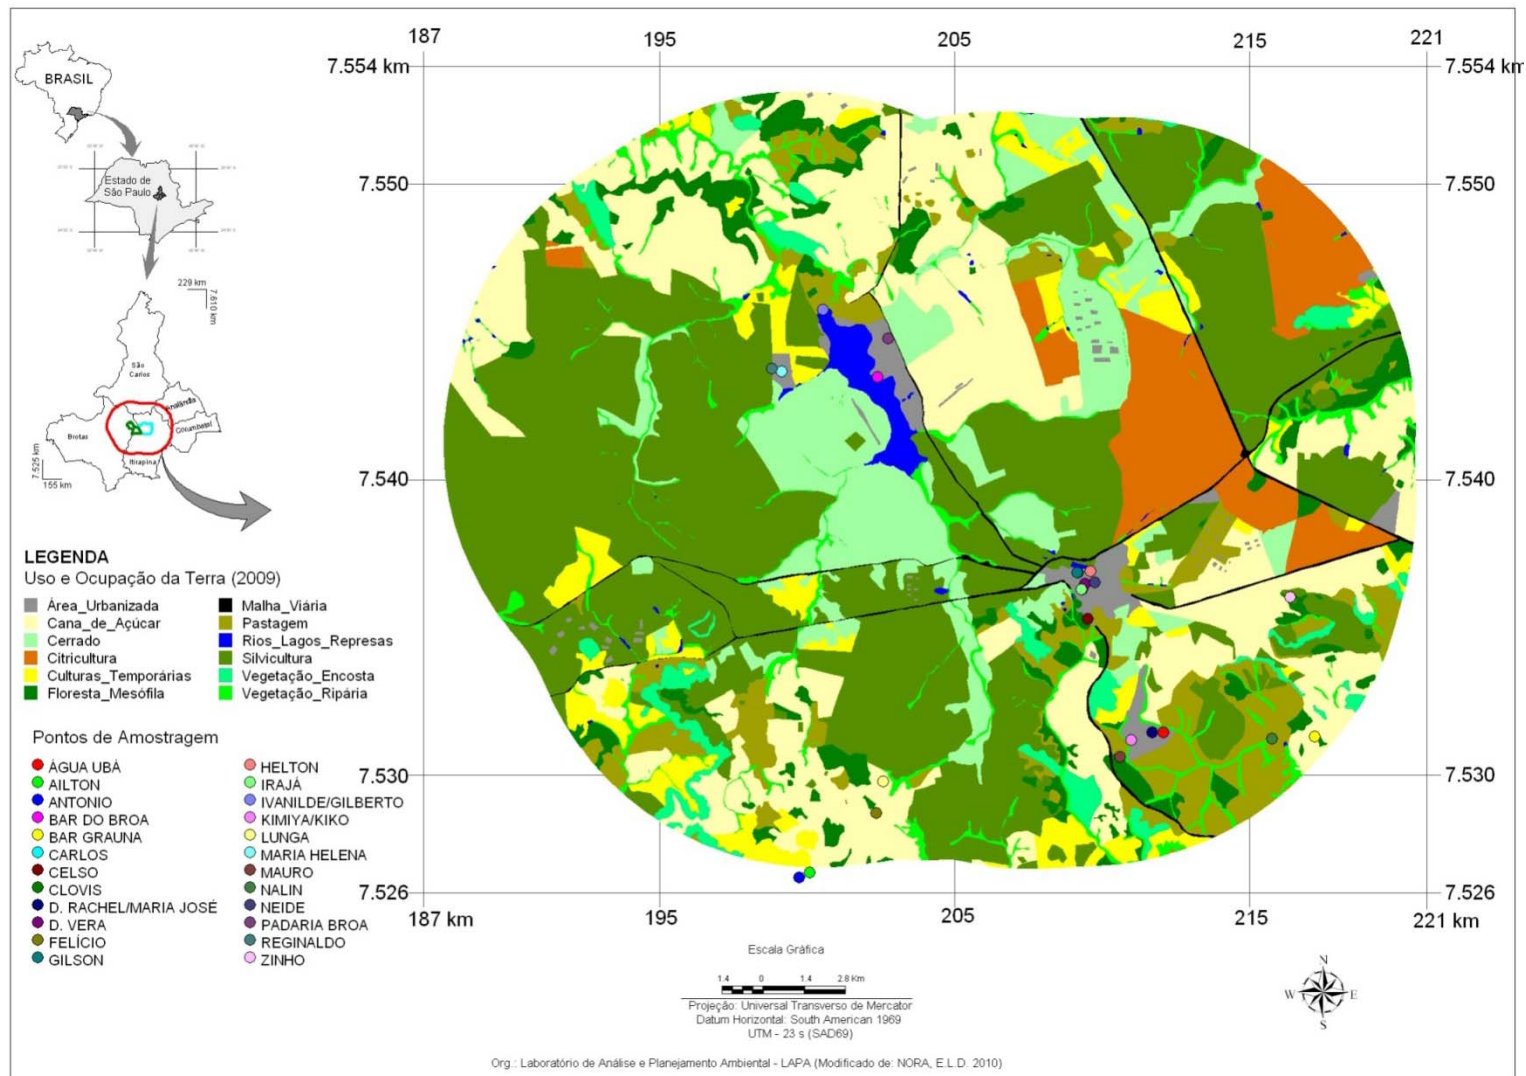 187
195
205
215
221
7.554 km
7.554 km
BRASIL
Estado de
São Paulo
7.550
7.550
229 km
7.610 km
São
Carlos
Analândia
Corumbataí
Brotas
Itirapina
7.525 km
155 km
7.540
7.540
LEGENDA
Uso e Ocupação da Terra (2009)
Área_Urbanizada
Malha_Viária
Cana_de_Açúcar
Pastagem
Cerrado
Rios_Lagos_Represas
Citricultura
Silvicultura
Culturas_Temporárias
Vegetação_Encosta
Floresta_Mesófila
Vegetação_Ripária
Pontos de Amostragem
ÁGUA UBÁ
HELTON
AILTON
IRAJÁ
ANTONIO
IVANILDE/GILBERTO
BAR DO BROA
KIMIYA/KIKO
BAR GRAUNA
LUNGA
CARLOS
MARIA HELENA
CELSO
MAURO
CLOVIS
NALIN
D. RACHEL/MARIA JOSÉ
NEIDE
D. VERA
PADARIA BROA
FELÍCIO
REGINALDO
GILSON
ZINHO
7.530
7.530
7.526
7.526
187 km
195
205
215
221 km
Escala Gráfica
1.4 0 1.4 2.8 Km
Projeção: Universal Transverso de Mercator
Datum Horizontal: South American 1969
UTM - 23 s (SAD69)
N
W E
S
Org.: Laboratório de Análise e Planejamento Ambiental - LAPA (Modificado de: NORA, E.L.D. 2010)